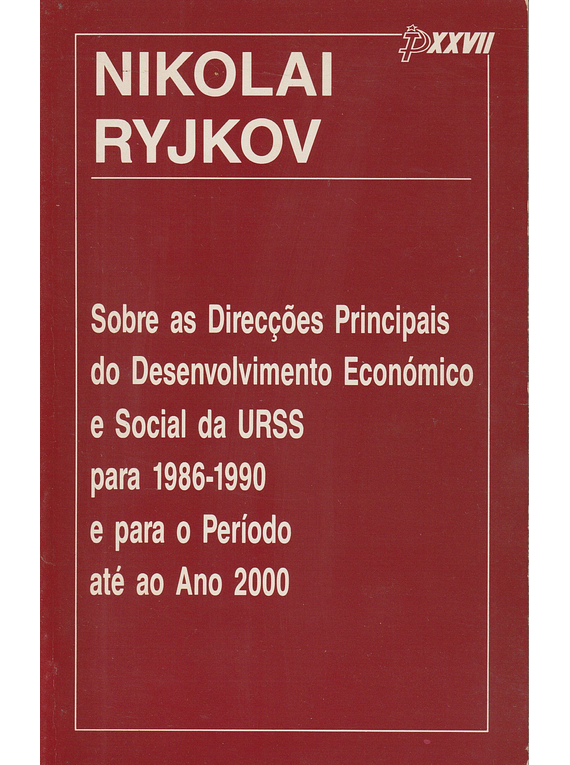 XXVII
NIKOLAI
RYJKOV
Sobre as Direcções Principais
do Desenvolvimento Económico
e Social da URSS
para 1986-1990
e para o Período
até ao Ano 2000